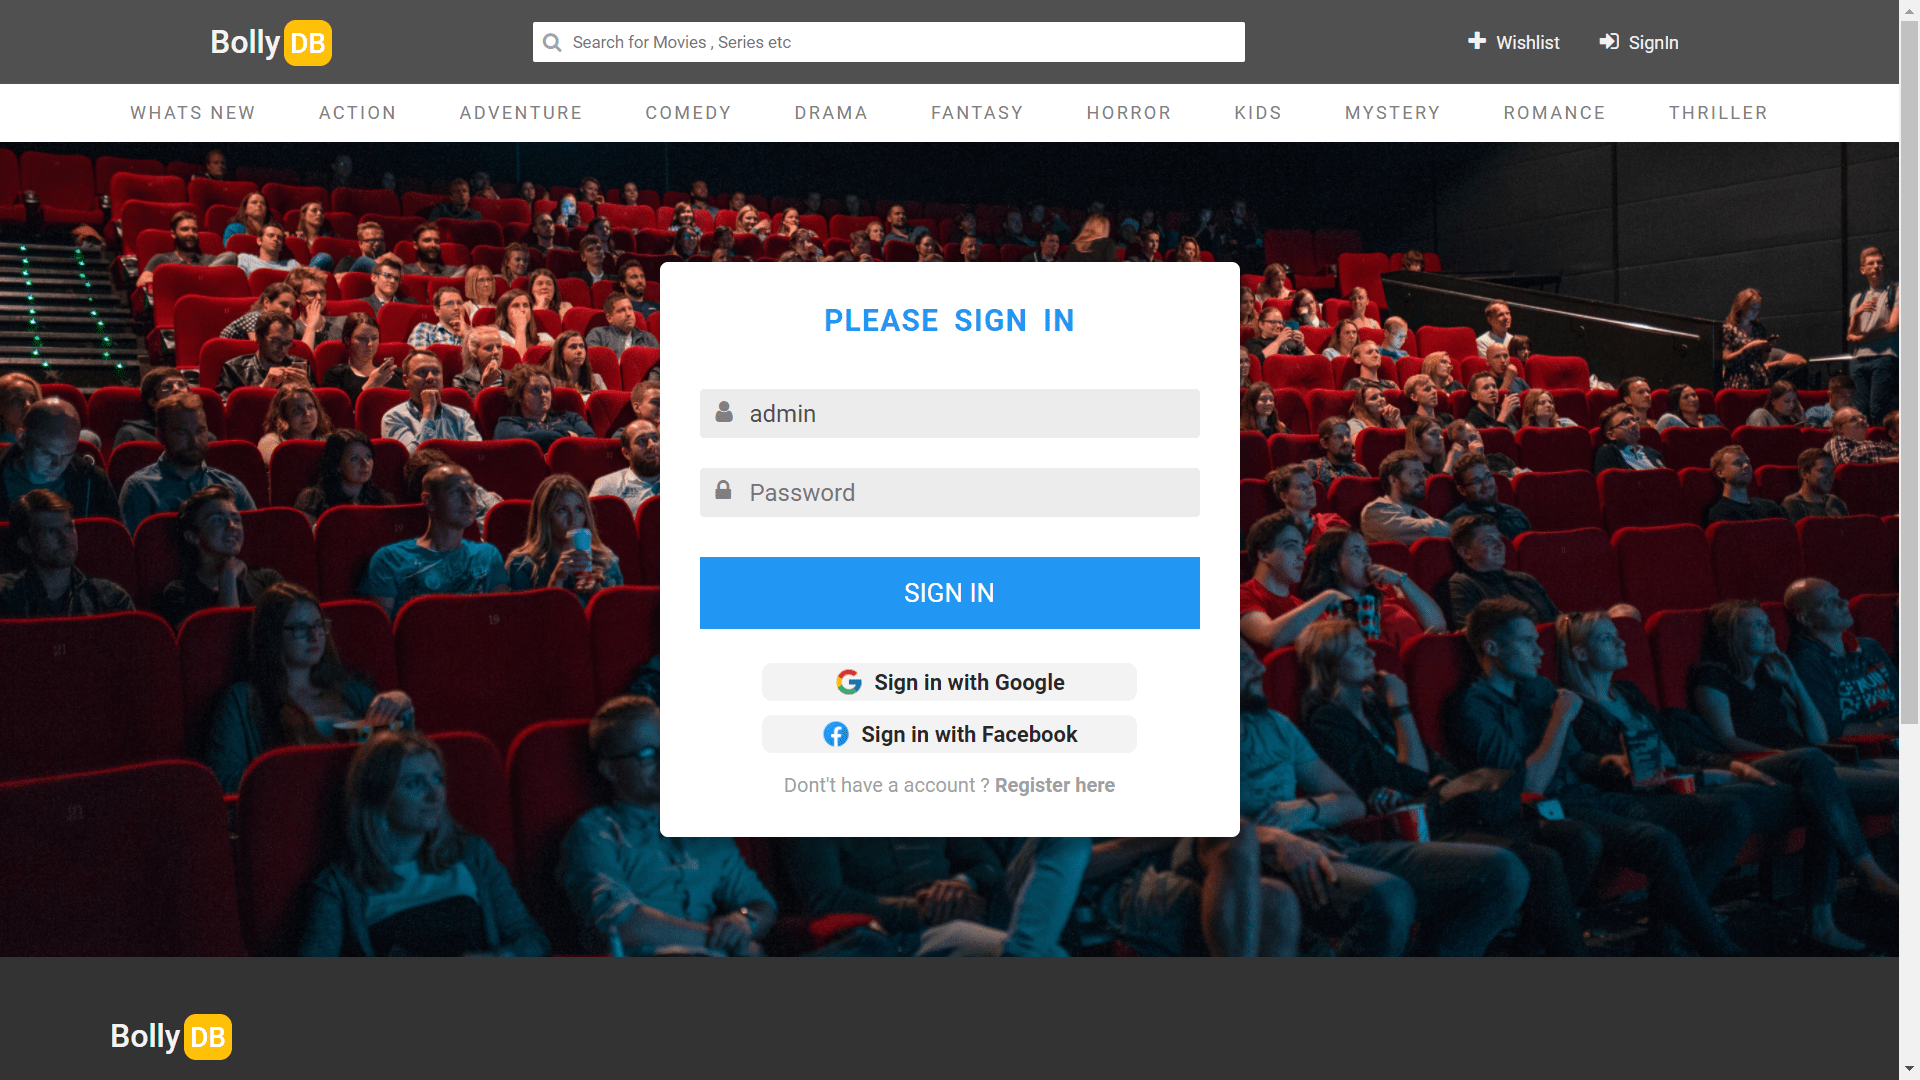 Bolly DB
Search for Movies , Series etc
Wishlist
SignIn
WHATS NEW ACTION ADVENTURE COMEDY DRAMA FANTASY HORROR KIDS MYSTERY ROMANCE THRILLER
PLEASE SIGN IN
admin
Password
SIGN IN
Sign in with Google
Sign in with Facebook
Dont't have a account ? Register here
Bolly DB